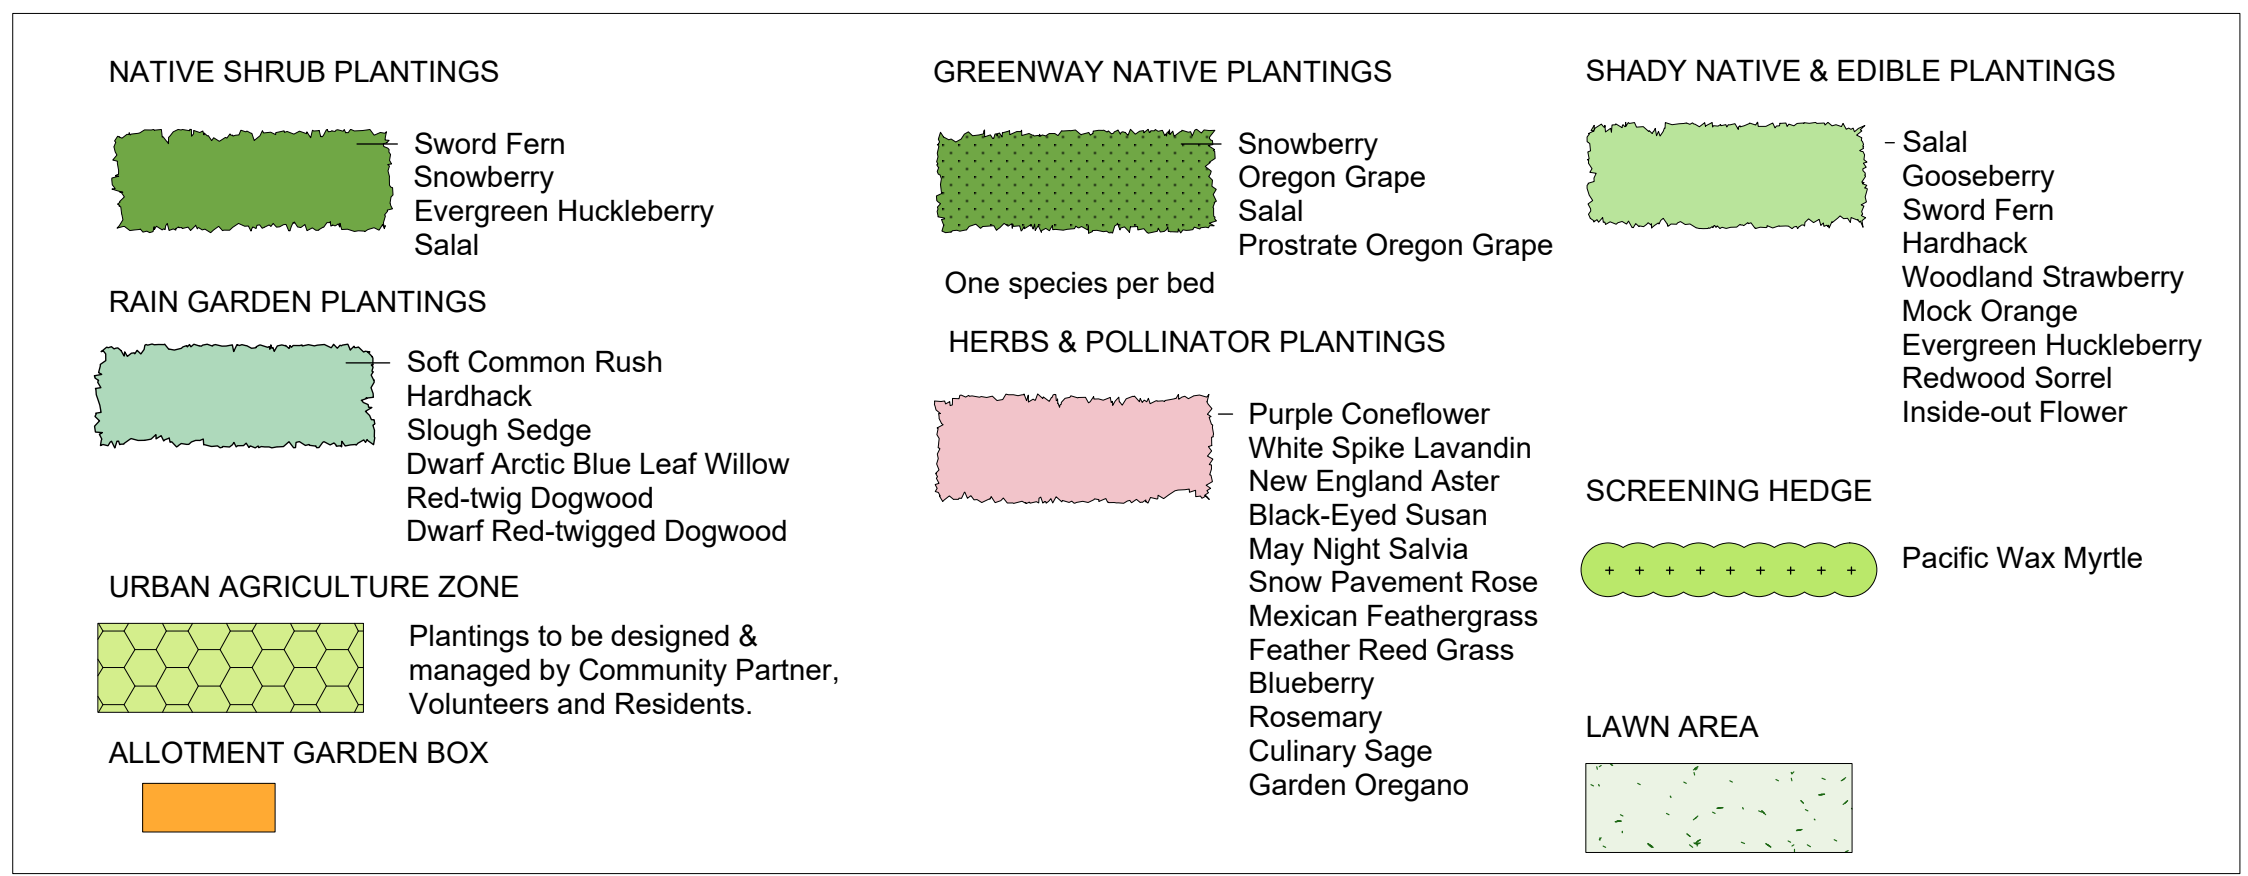 NATIVE SHRUB PLANTINGS
Sword Fern
Snowberry
Evergreen Huckleberry
Salal
RAIN GARDEN PLANTINGS
Soft Common Rush
Hardhack
Slough Sedge
Dwarf Arctic Blue Leaf Willow
Red-twig Dogwood
Dwarf Red-twigged Dogwood
URBAN AGRICULTURE ZONE
Plantings to be designed &
managed by Community Partner,
Volunteers and Residents.
ALLOTMENT GARDEN BOX
GREENWAY NATIVE PLANTINGS
Snowberry
Oregon Grape
Salal
Prostrate Oregon Grape
One species per bed
HERBS & POLLINATOR PLANTINGS
Purple Coneflower
White Spike Lavandin
New England Aster
Black-Eyed Susan
May Night Salvia
Snow Pavement Rose
Mexican Feathergrass
Feather Reed Grass
Blueberry
Rosemary
Culinary Sage
Garden Oregano
SHADY NATIVE & EDIBLE PLANTINGS
Salal
Gooseberry
Sword Fern
Hardhack
Woodland Strawberry
Mock Orange
Evergreen Huckleberry
Redwood Sorrel
Inside-out Flower
SCREENING HEDGE
Pacific Wax Myrtle
LAWN AREA